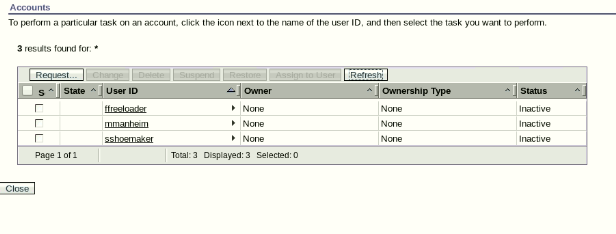 Accounts
To perform a particular task on an account, click the icon next to the name of the user ID, and then select the task you want to perform.
3 results found for: *
Request... Change Delete Suspend Restore Assign to User Refresh
S ^ State ^ User ID Owner ^ Ownership Type ^ Status ^
ffreeloader None None Inactive
mmanheim None None Inactive
sshoemaker None None Inactive
Page 1 of 1 Total: 3 Displayed: 3 Selected: 0
Close